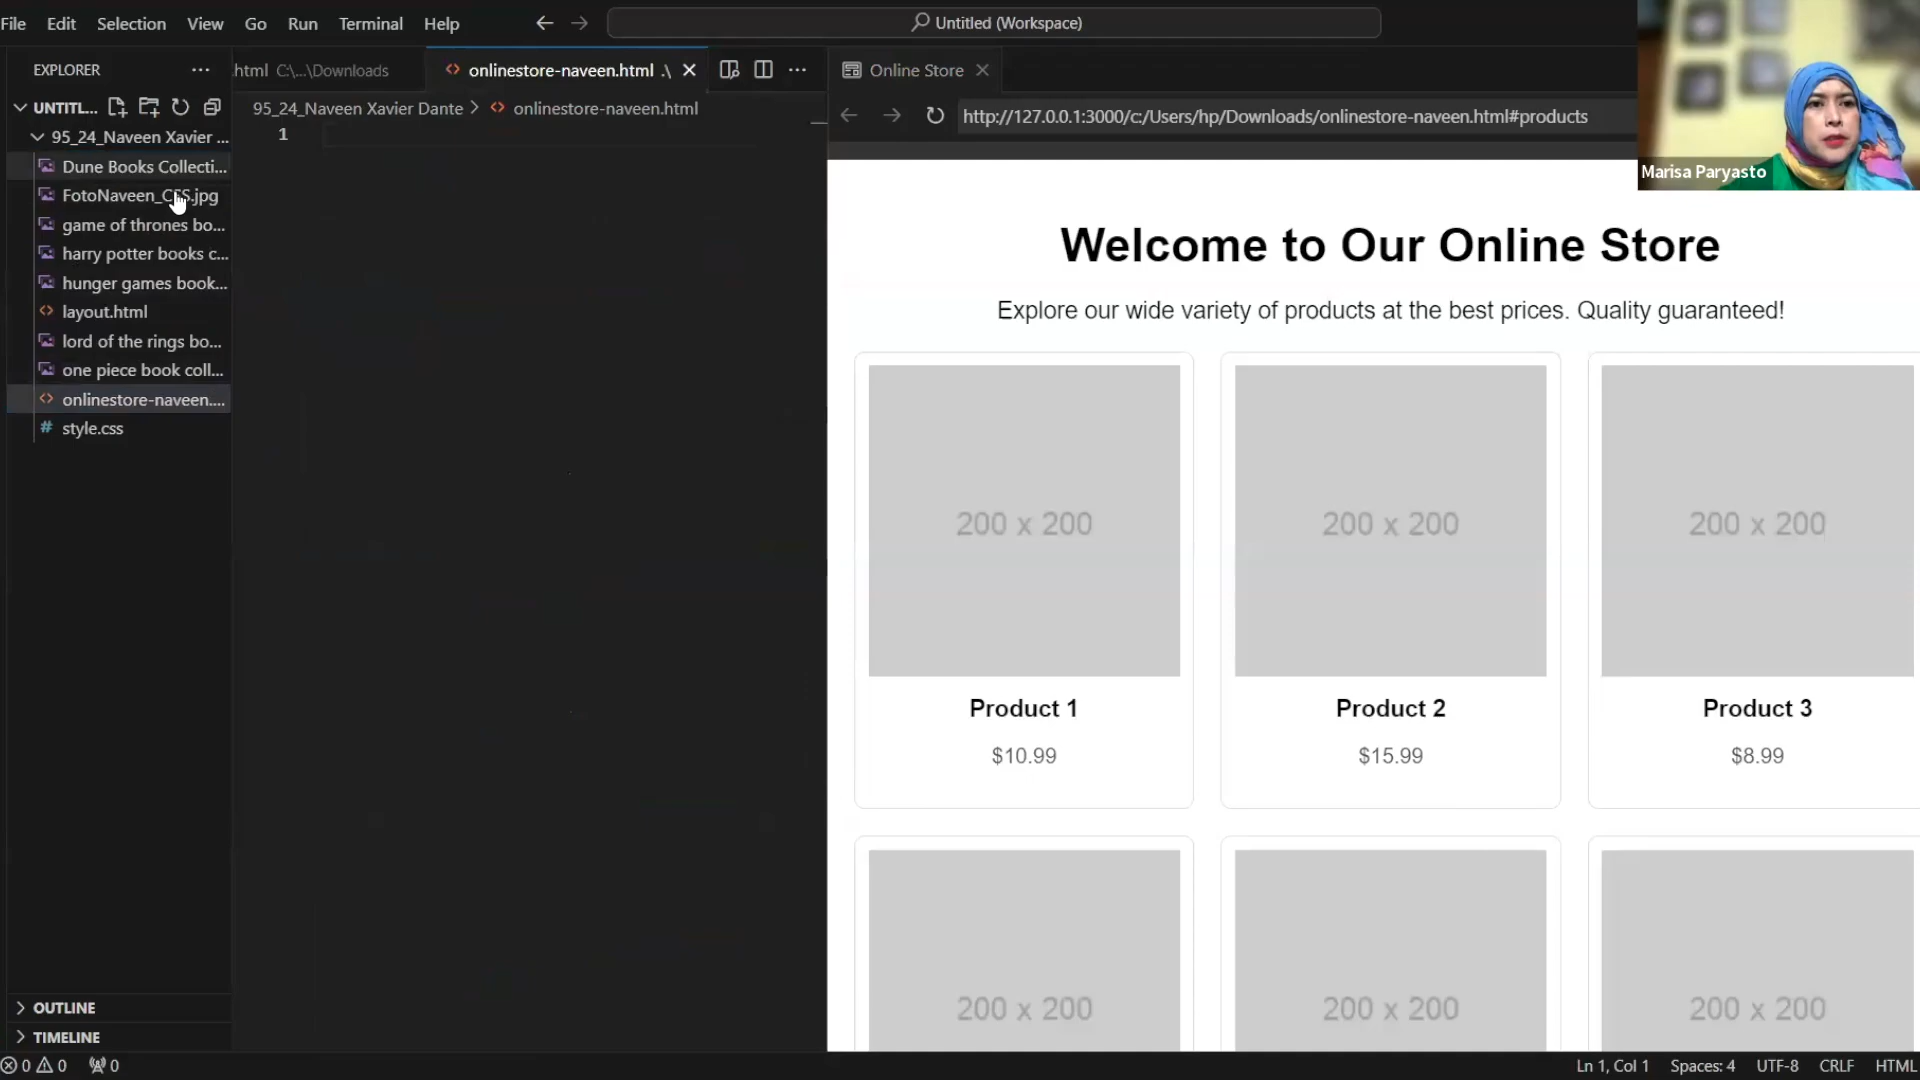 File Edit Selection View Go Run Terminal Help
Untitled (Workspace)
EXPLORER
.html C:\...\Downloads
onlinestore-naveen.html .\
Online Store
UNTITL...
95_24_Naveen Xavier Dante > onlinestore-naveen.html
http://127.0.0.1:3000/c:/Users/hp/Downloads/onlinestore-naveen.html#products
95_24_Naveen Xavier ...
Dune Books Collecti...
FotoNaveen_CSS.jpg
game of thrones bo...
harry potter books c...
hunger games book...
layout.html
lord of the rings bo...
one piece book coll...
onlinestore-naveen....
style.css
1
Marisa Paryasto
Welcome to Our Online Store
Explore our wide variety of products at the best prices. Quality guaranteed!
200 x 200
200 x 200
200 x 200
Product 1
Product 2
Product 3
$10.99
$15.99
$8.99
200 x 200
200 x 200
200 x 200
OUTLINE
TIMELINE
0 0 0
Ln 1, Col 1 Spaces: 4 UTF-8 CRLF HTML